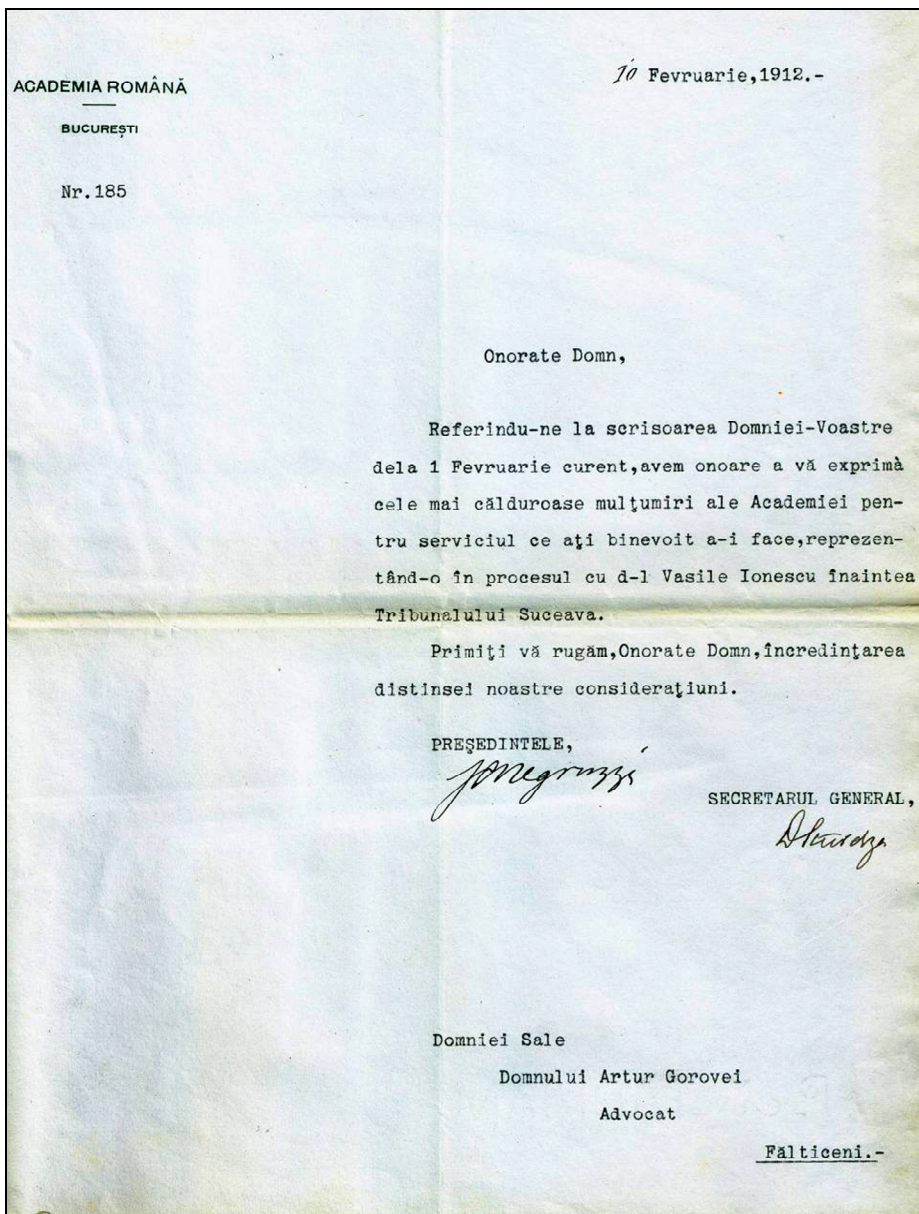 ACADEMIA ROMÂNĂ
BUCUREȘTI
Nr.185
10 Fevruarie,1912.-
Onorate Domn,
Referindu-ne la scrisoarea Domniei-Voastre
dela 1 Fevruarie curent,avem onoare a vă exprimà
cele mai călduroase mulţumiri ale Academiei pen-
tru serviciul ce aţi binevoit a-i face,reprezen-
tând-o în procesul cu d-l Vasile Ionescu înaintea
Tribunalului Suceava.
Primiţi vă rugăm,Onorate Domn,încredinţarea
distinsei noastre consideraţiuni.
PREŞEDINTELE,
SECRETARUL GENERAL,
Domniei Sale
Domnului Artur Gorovei
Advocat
Fălticeni.-